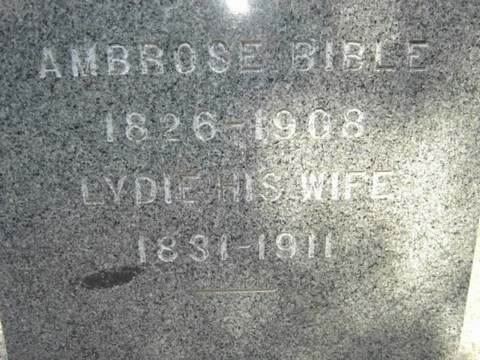 AMBROSE BIBLE
1826-1908
LYDIE HIS WIFE
1831-1911